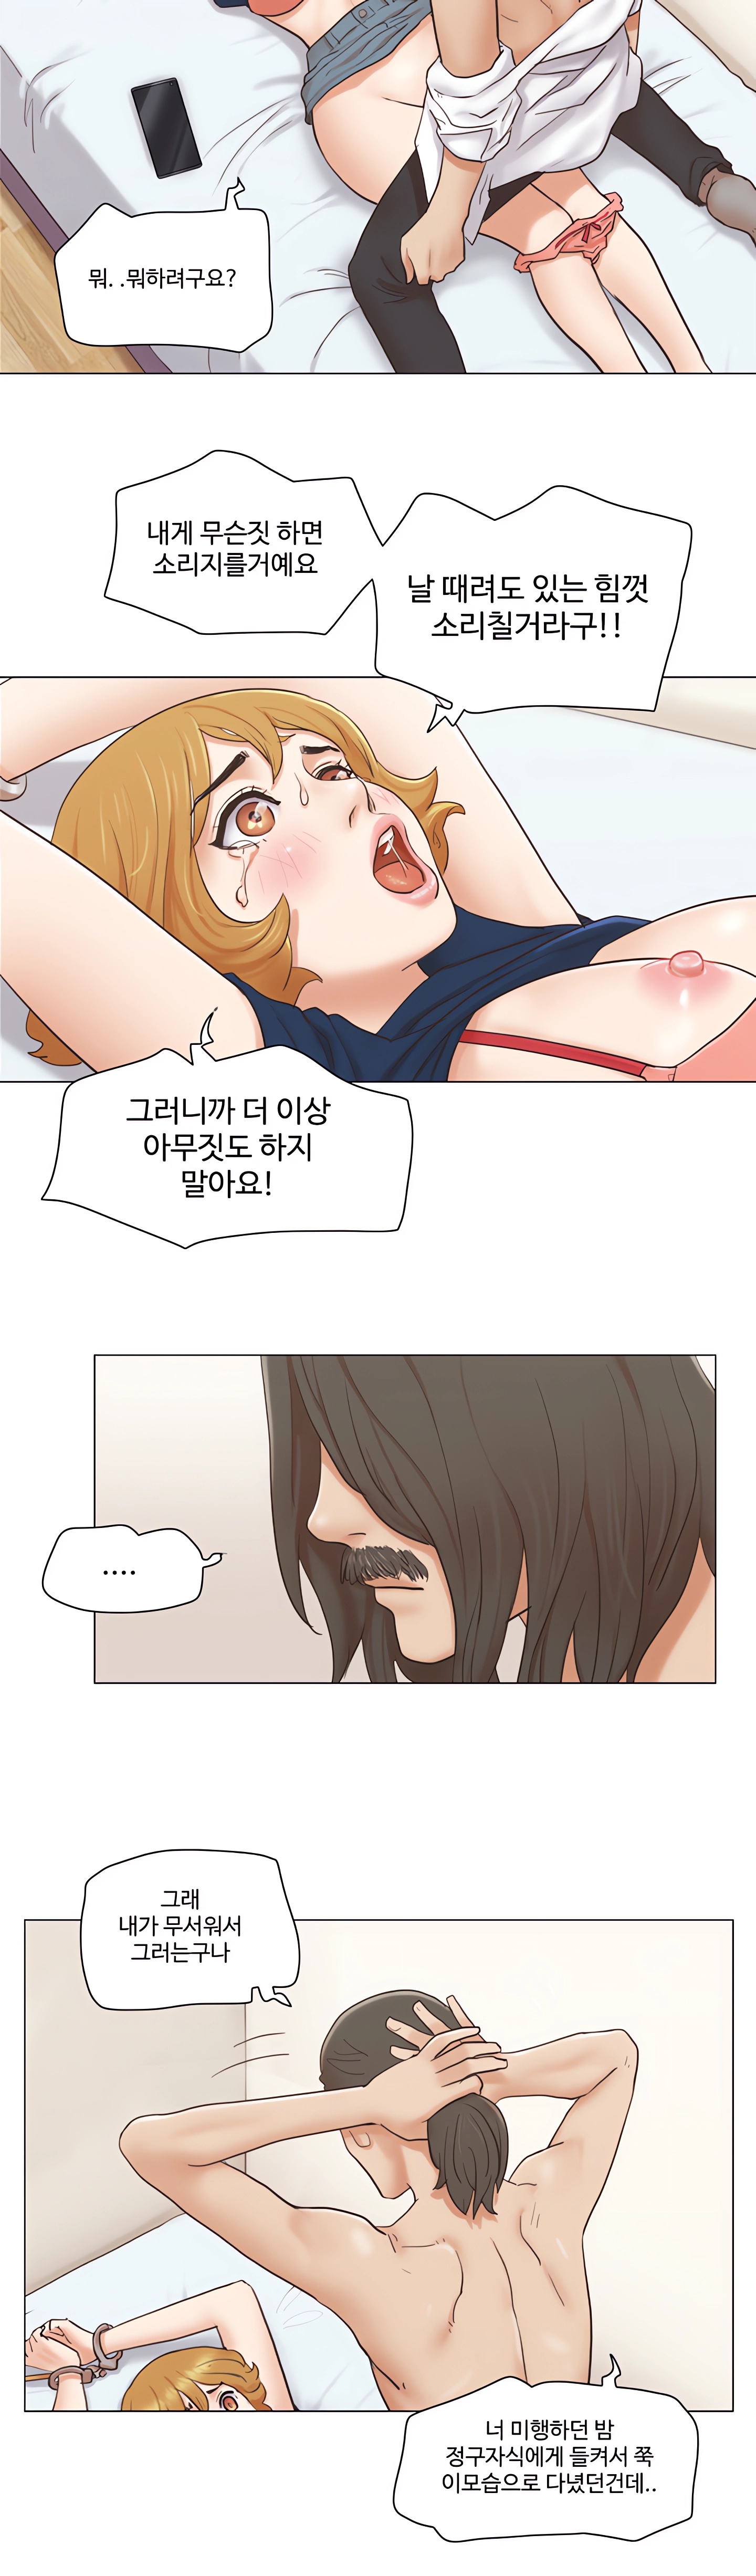 뭐. .뭐하려구요?
내게 무슨짓 하면
소리지를거예요
날 때려도 있는 힘껏
소리칠거라구!!
그러니까 더 이상
아무짓도 하지
말아요!
....
그래
내가 무서워서
그러는구나
너 미행하던 밤
정구자식에게 들켜서 쭉
이모습으로 다녔던건데..